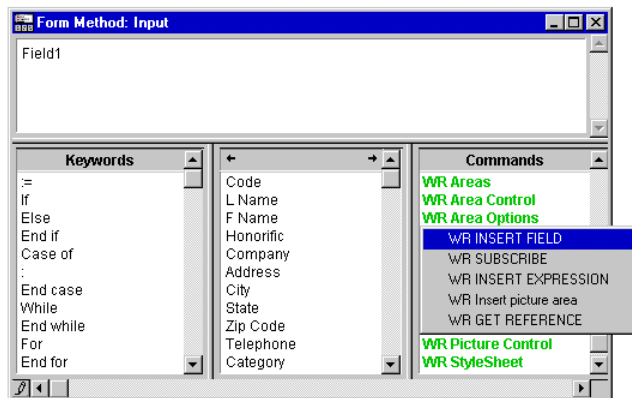 Form Method: Input
Field1
Keywords
:=
If
Else
End if
Case of
:
End case
While
End while
For
End for
← →
Code
L Name
F Name
Honorific
Company
Address
City
State
Zip Code
Telephone
Category
Commands
WR Areas
WR Area Control
WR Area Options
WR INSERT FIELD
WR SUBSCRIBE
WR INSERT EXPRESSION
WR Insert picture area
WR GET REFERENCE
WR Picture Control
WR StyleSheet